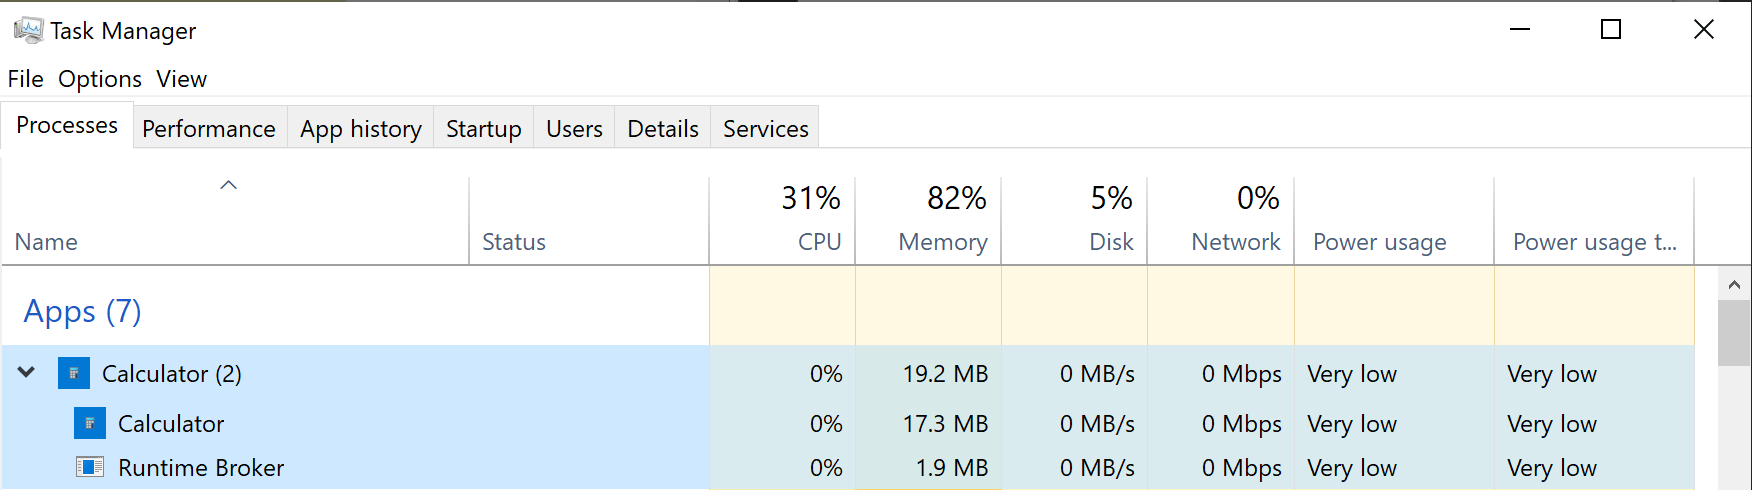 Task Manager
File Options View
Processes Performance App history Startup Users Details Services
31% 82% 5% 0%
Name Status CPU Memory Disk Network Power usage Power usage t...
Apps (7)
Calculator (2) 0% 19.2 MB 0 MB/s 0 Mbps Very low Very low
Calculator 0% 17.3 MB 0 MB/s 0 Mbps Very low Very low
Runtime Broker 0% 1.9 MB 0 MB/s 0 Mbps Very low Very low